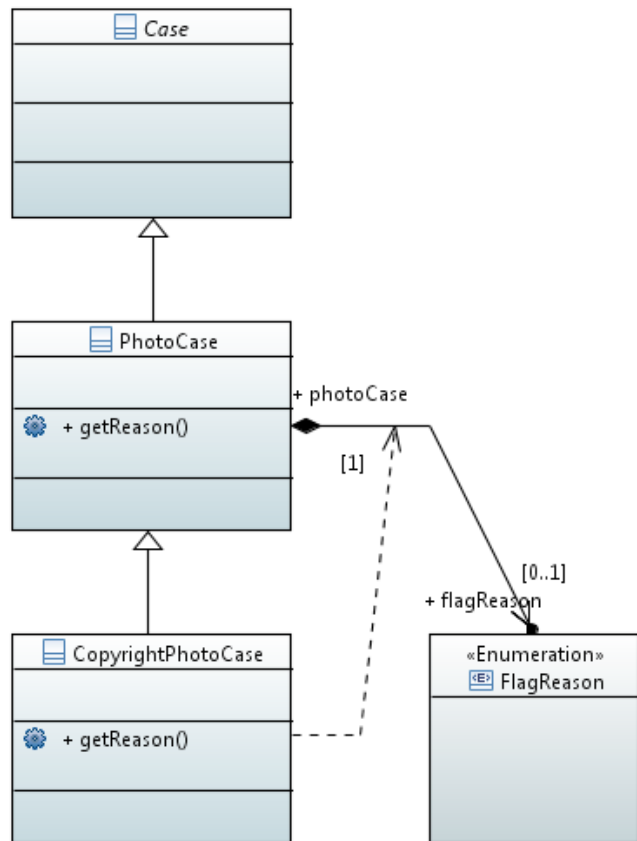 Case
PhotoCase
+ photoCase
+ getReason()
[1]
[0..1]
+ flagReason
CopyrightPhotoCase
«Enumeration»
<E> FlagReason
+ getReason()